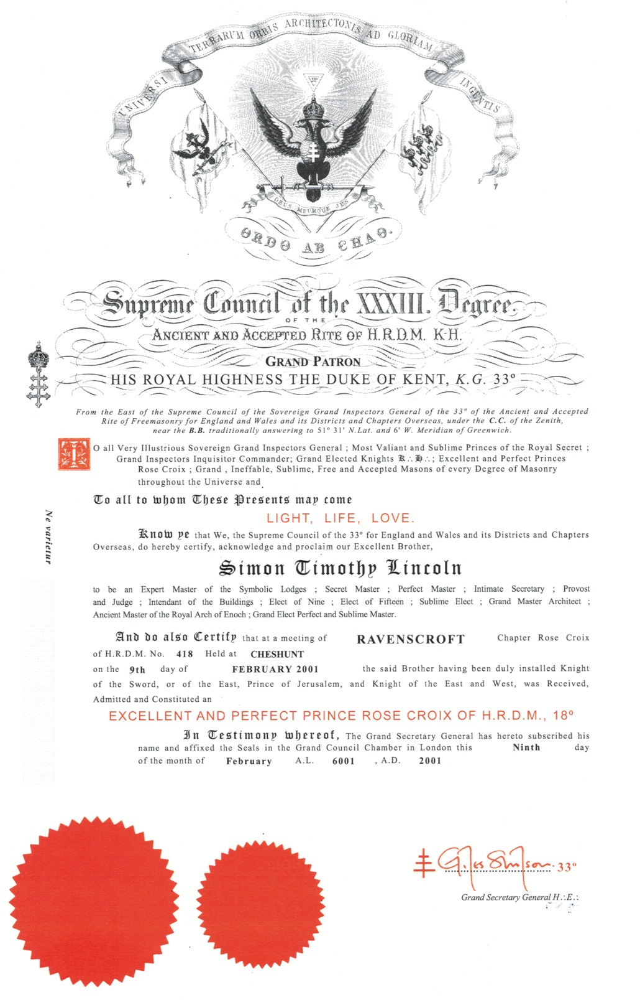 UNIVERSI TERRARUM ORBIS ARCHITECTONIS AD GLORIAM INGENTIS
DEUS MEUMQUE JUS
ORDO AB CHAO.
Supreme Council of the XXXIII. Degree.
OF THE
ANCIENT AND ACCEPTED RITE OF H.R.D.M. K·H.
GRAND PATRON
HIS ROYAL HIGHNESS THE DUKE OF KENT, K.G. 33º
From the East of the Supreme Council of the Sovereign Grand Inspectors General of the 33º of the Ancient and Accepted
Rite of Freemasonry for England and Wales and its Districts and Chapters Overseas, under the C.C. of the Zenith,
near the B.B. traditionally answering to 51º 31' N.Lat. and 6' W. Meridian of Greenwich.
TO all Very Illustrious Sovereign Grand Inspectors General ; Most Valiant and Sublime Princes of the Royal Secret ;
Grand Inspectors Inquisitor Commander; Grand Elected Knights K∴H∴; Excellent and Perfect Princes
Rose Croix ; Grand , Ineffable, Sublime, Free and Accepted Masons of every Degree of Masonry
throughout the Universe and
To all to whom These Presents may come
LIGHT, LIFE, LOVE.
Know ye that We, the Supreme Council of the 33º for England and Wales and its Districts and Chapters
Overseas, do hereby certify, acknowledge and proclaim our Excellent Brother,
Ne varietur
Simon Timothy Lincoln
to be an Expert Master of the Symbolic Lodges ; Secret Master ; Perfect Master ; Intimate Secretary ; Provost
and Judge ; Intendant of the Buildings ; Elect of Nine ; Elect of Fifteen ; Sublime Elect ; Grand Master Architect ;
Ancient Master of the Royal Arch of Enoch ; Grand Elect Perfect and Sublime Master.
And do also Certify that at a meeting of RAVENSCROFT Chapter Rose Croix
of H.R.D.M. No. 418 Held at CHESHUNT
on the 9th day of FEBRUARY 2001 the said Brother having been duly installed Knight
of the Sword, or of the East, Prince of Jerusalem, and Knight of the East and West, was Received,
Admitted and Constituted an
EXCELLENT AND PERFECT PRINCE ROSE CROIX OF H.R.D.M., 18º
In Testimony whereof, The Grand Secretary General has hereto subscribed his
name and affixed the Seals in the Grand Council Chamber in London this Ninth day
of the month of February A.L. 6001 , A.D. 2001
33º
Grand Secretary General H∴E∴